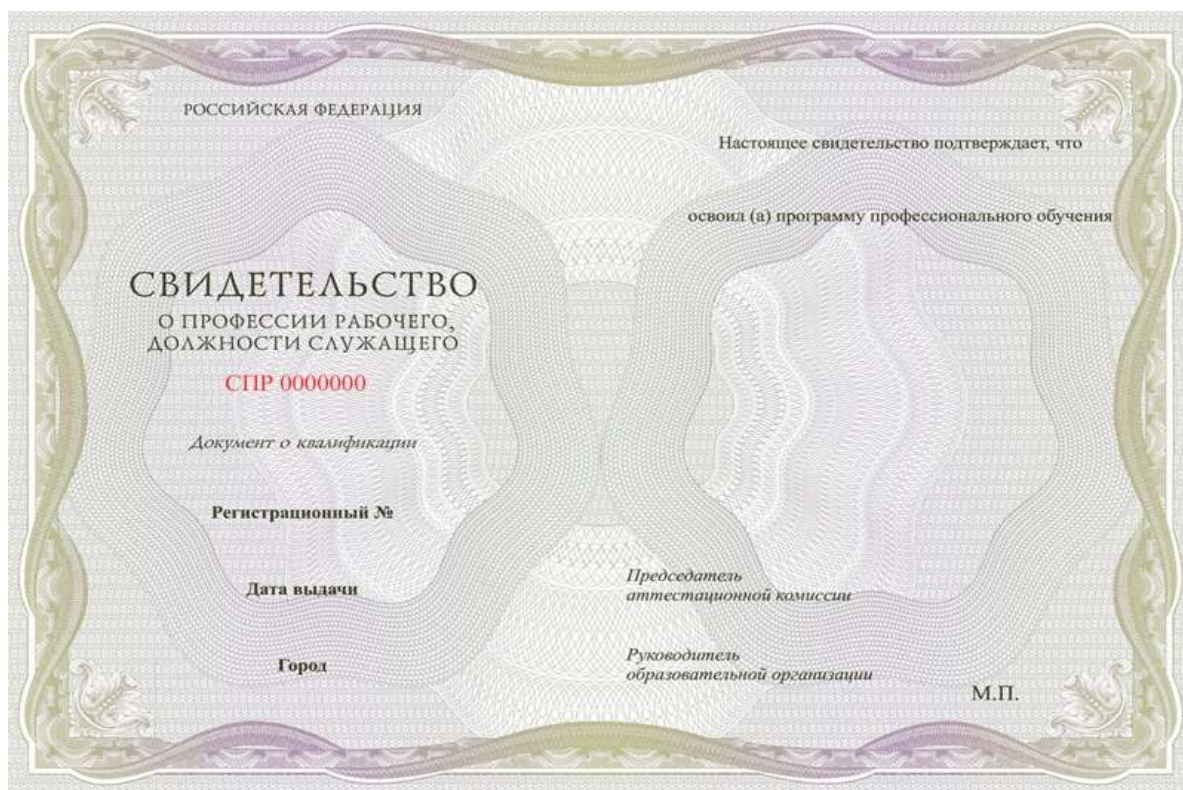 РОССИЙСКАЯ ФЕДЕРАЦИЯ
СВИДЕТЕЛЬСТВО
О ПРОФЕССИИ РАБОЧЕГО,
ДОЛЖНОСТИ СЛУЖАЩЕГО
СПР 0000000
Документ о квалификации
Регистрационный №
Дата выдачи
Город
Настоящее свидетельство подтверждает, что
освоил (а) программу профессионального обучения
Председатель
аттестационной комиссии
Руководитель
образовательной организации
М.П.